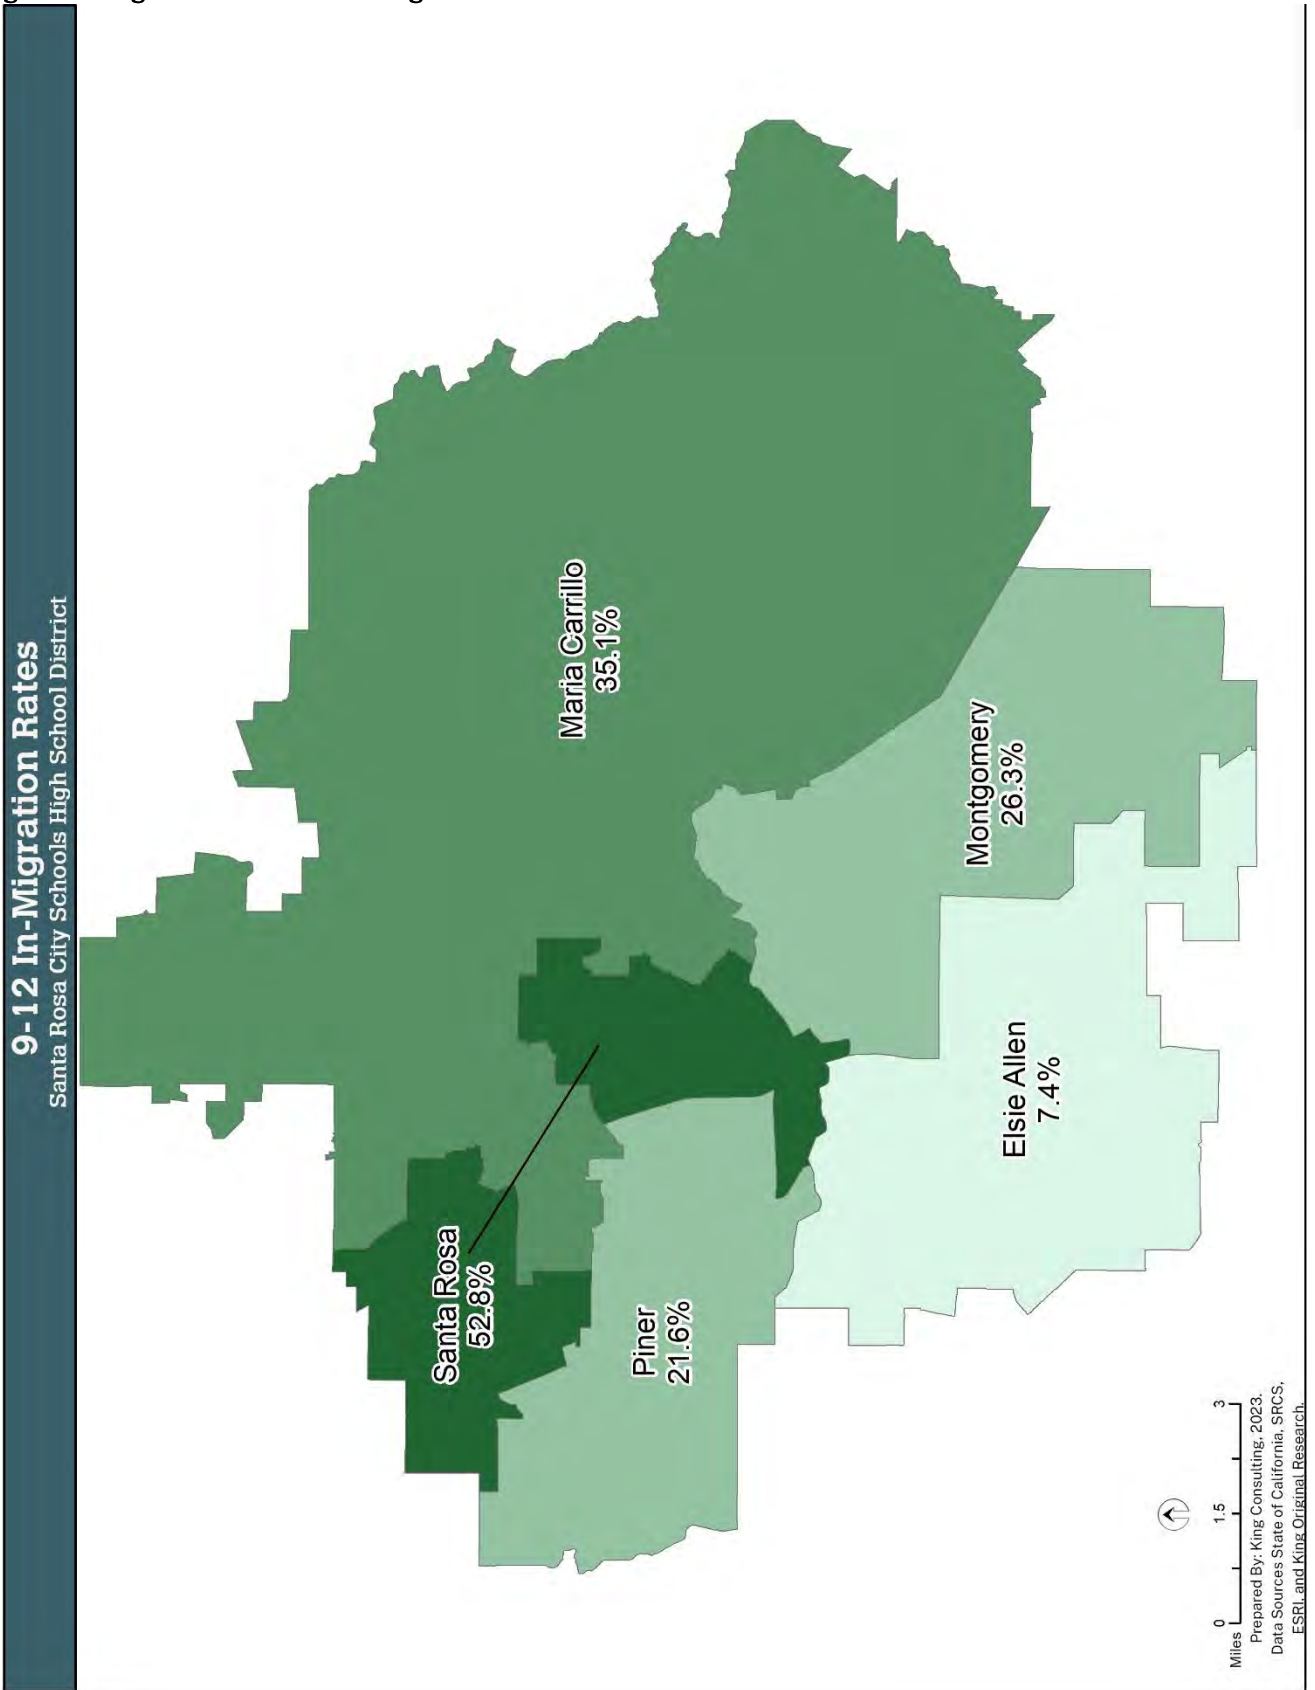 9-12 In-Migration Rates
Santa Rosa City Schools High School District
Maria Carrillo
35.1%
Santa Rosa
52.8%
Montgomery
26.3%
Piner
21.6%
Elsie Allen
7.4%
0 1.5 3
Miles
Prepared By: King Consulting, 2023.
Data Sources State of California, SRCS,
ESRI, and King Original Research.